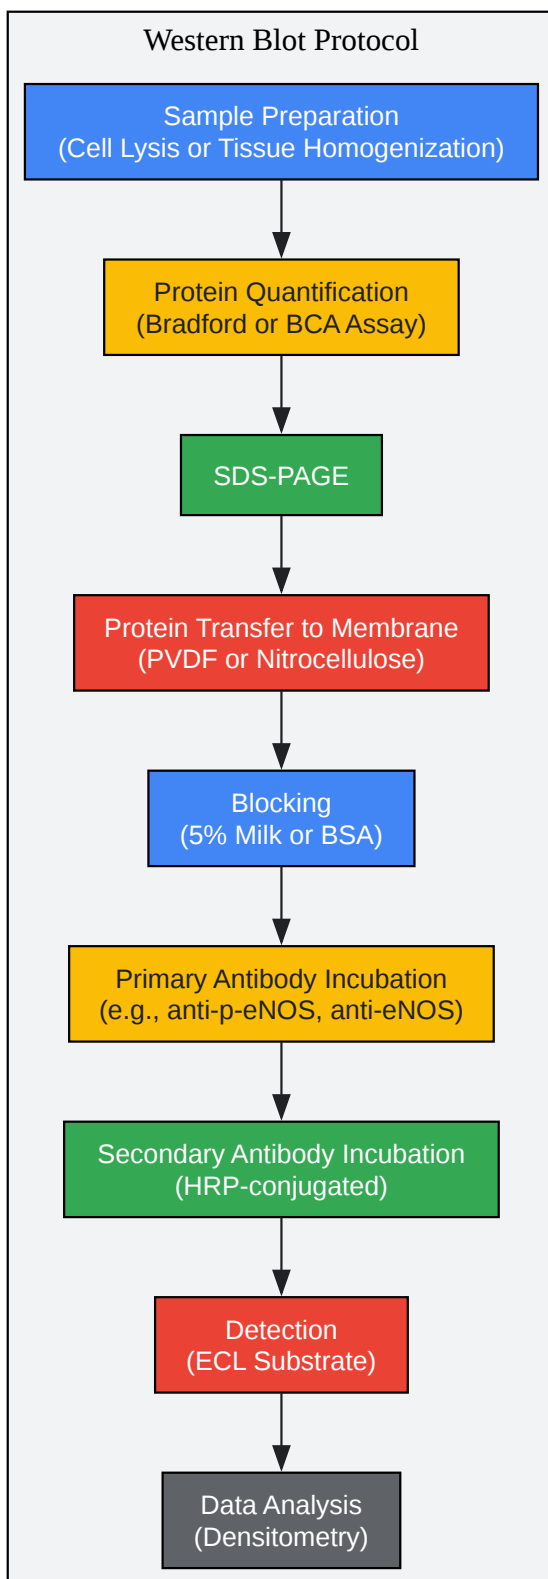 Western Blot Protocol
Sample Preparation
(Cell Lysis or Tissue Homogenization)
Protein Quantification
(Bradford or BCA Assay)
SDS-PAGE
Protein Transfer to Membrane
(PVDF or Nitrocellulose)
Blocking
(5% Milk or BSA)
Primary Antibody Incubation
(e.g., anti-p-eNOS, anti-eNOS)
Secondary Antibody Incubation
(HRP-conjugated)
Detection
(ECL Substrate)
Data Analysis
(Densitometry)